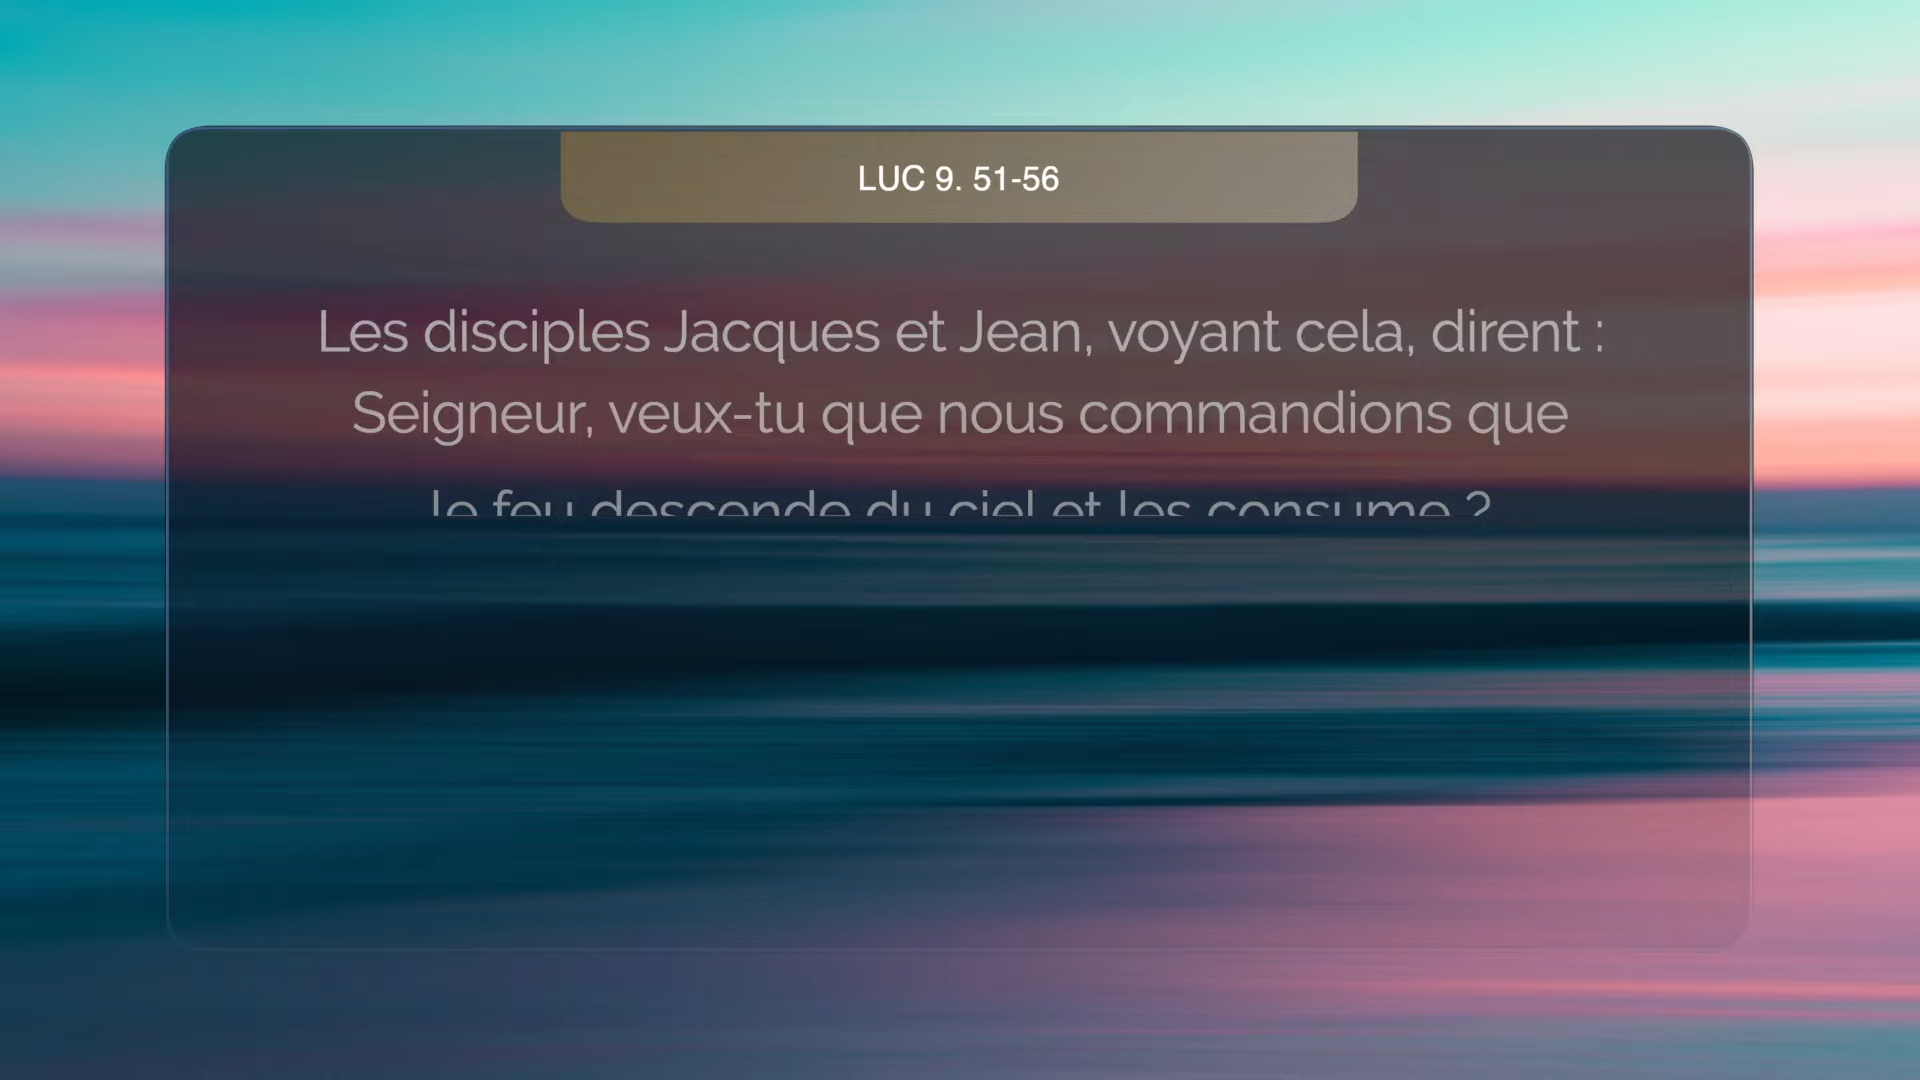 LUC 9. 51-56
Les disciples Jacques et Jean, voyant cela, dirent :
Seigneur, veux-tu que nous commandions que
le feu descende du ciel et les consume ?